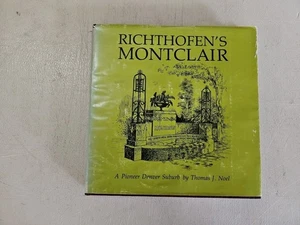 RICHTHOFEN'S
MONTCLAIR
A Pioneer Denver Suburb by Thomas J. Noel